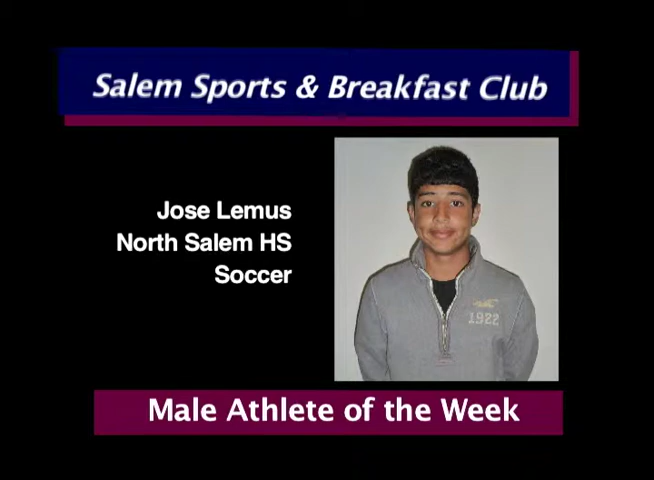 Salem Sports & Breakfast Club
Jose Lemus
North Salem HS
Soccer
1922
Male Athlete of the Week